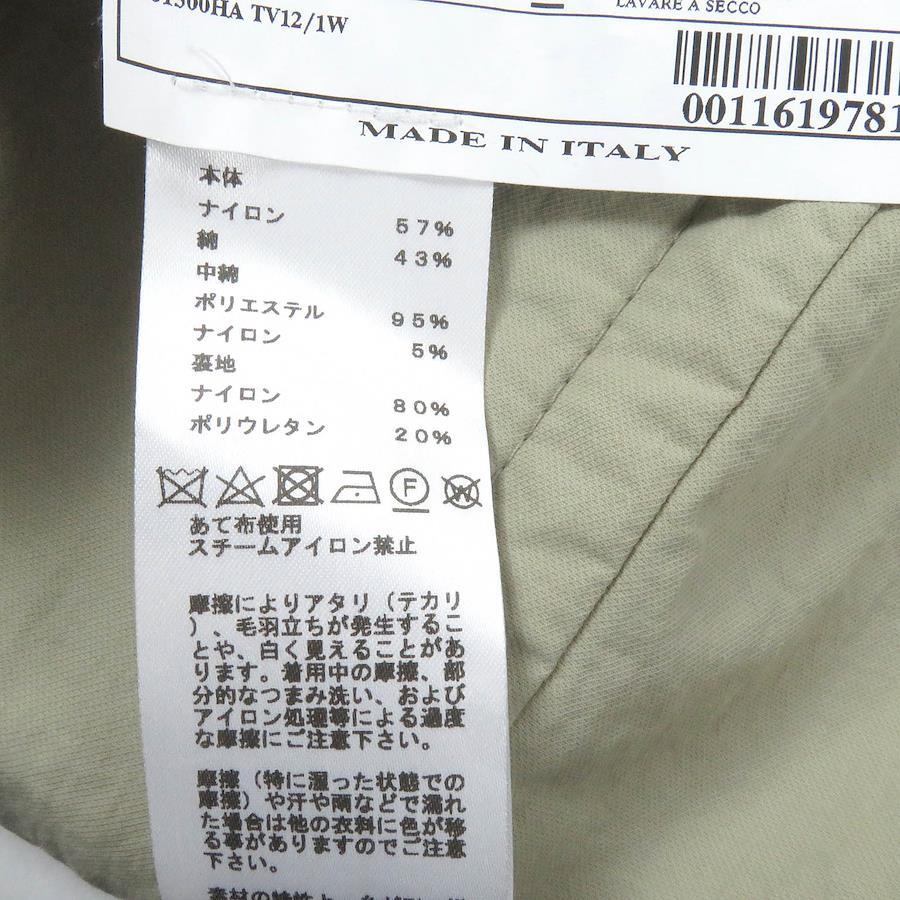 LAVARE A SECCO
01500HA TV12/1W
0011619781
MADE IN ITALY
本体
ナイロン 57%
綿 43%
中綿
ポリエステル 95%
ナイロン 5%
裏地
ナイロン 80%
ポリウレタン 20%
F W
あて布使用
スチームアイロン禁止
摩擦によりアタリ（テカリ
）、毛羽立ちが発生するこ
とや、白く見えることがあ
ります。着用中の摩擦、部
分的なつまみ洗い、および
アイロン処理等による過度
な摩擦にご注意下さい。
摩擦（特に湿った状態での
摩擦）や汗や雨などで濡れ
た場合は他の衣料に色が移
る事がありますのでご注意
下さい。
素材の特性上